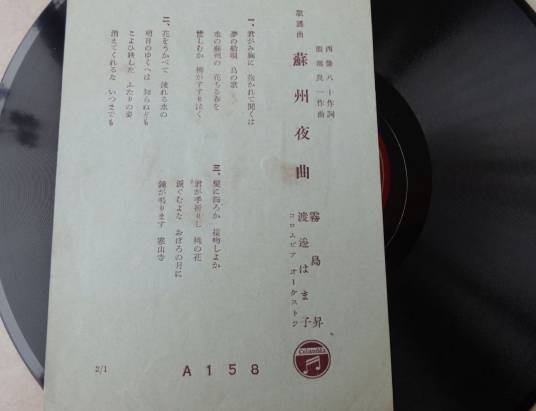 歌謡曲
西條八十作詞
服部良一作曲
蘇州夜曲
霧島昇
渡辺はま子
コロムビア オーケストラ
一、君がみ胸に 抱かれて聞くは
夢の船唄 鳥の歌
水の蘇州の 花ちる春を
惜しむか 柳がすすり泣く
二、花をうかべて 流れる水の
明日のゆくへは 知らねども
こよひ映した ふたりの姿
消えてくれるな いつまでも
三、髪に飾ろか 接吻しよか
君が手折りし 桃の花
涙ぐむよな おぼろの月に
鐘が鳴ります 寒山寺
Columbia
A158
2/1